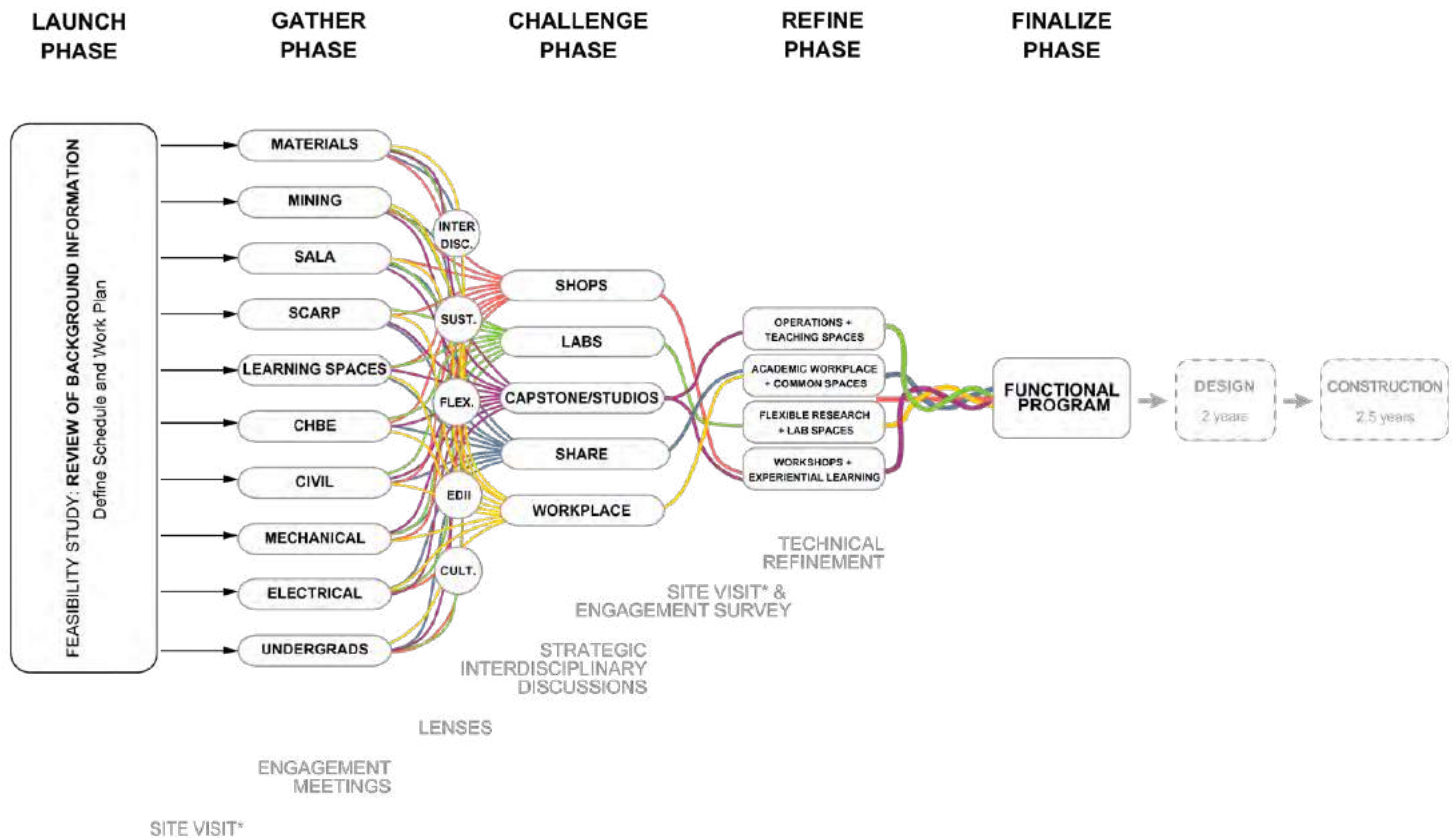 LAUNCH
PHASE
GATHER
PHASE
CHALLENGE
PHASE
REFINE
PHASE
FINALIZE
PHASE
FEASIBILITY STUDY: REVIEW OF BACKGROUND INFORMATION
Define Schedule and Work Plan
MATERIALS
MINING
SALA
SCARP
LEARNING SPACES
CHBE
CIVIL
MECHANICAL
ELECTRICAL
UNDERGRADS
INTER
DISC.
SUST.
FLEX.
EDII
CULT.
SHOPS
LABS
CAPSTONE/STUDIOS
SHARE
WORKPLACE
OPERATIONS +
TEACHING SPACES
ACADEMIC WORKPLACE
+ COMMON SPACES
FLEXIBLE RESEARCH
+ LAB SPACES
WORKSHOPS +
EXPERIENTIAL LEARNING
FUNCTIONAL
PROGRAM
DESIGN
2 years
CONSTRUCTION
2.5 years
TECHNICAL
REFINEMENT
SITE VISIT* &
ENGAGEMENT SURVEY
STRATEGIC
INTERDISCIPLINARY
DISCUSSIONS
LENSES
ENGAGEMENT
MEETINGS
SITE VISIT*